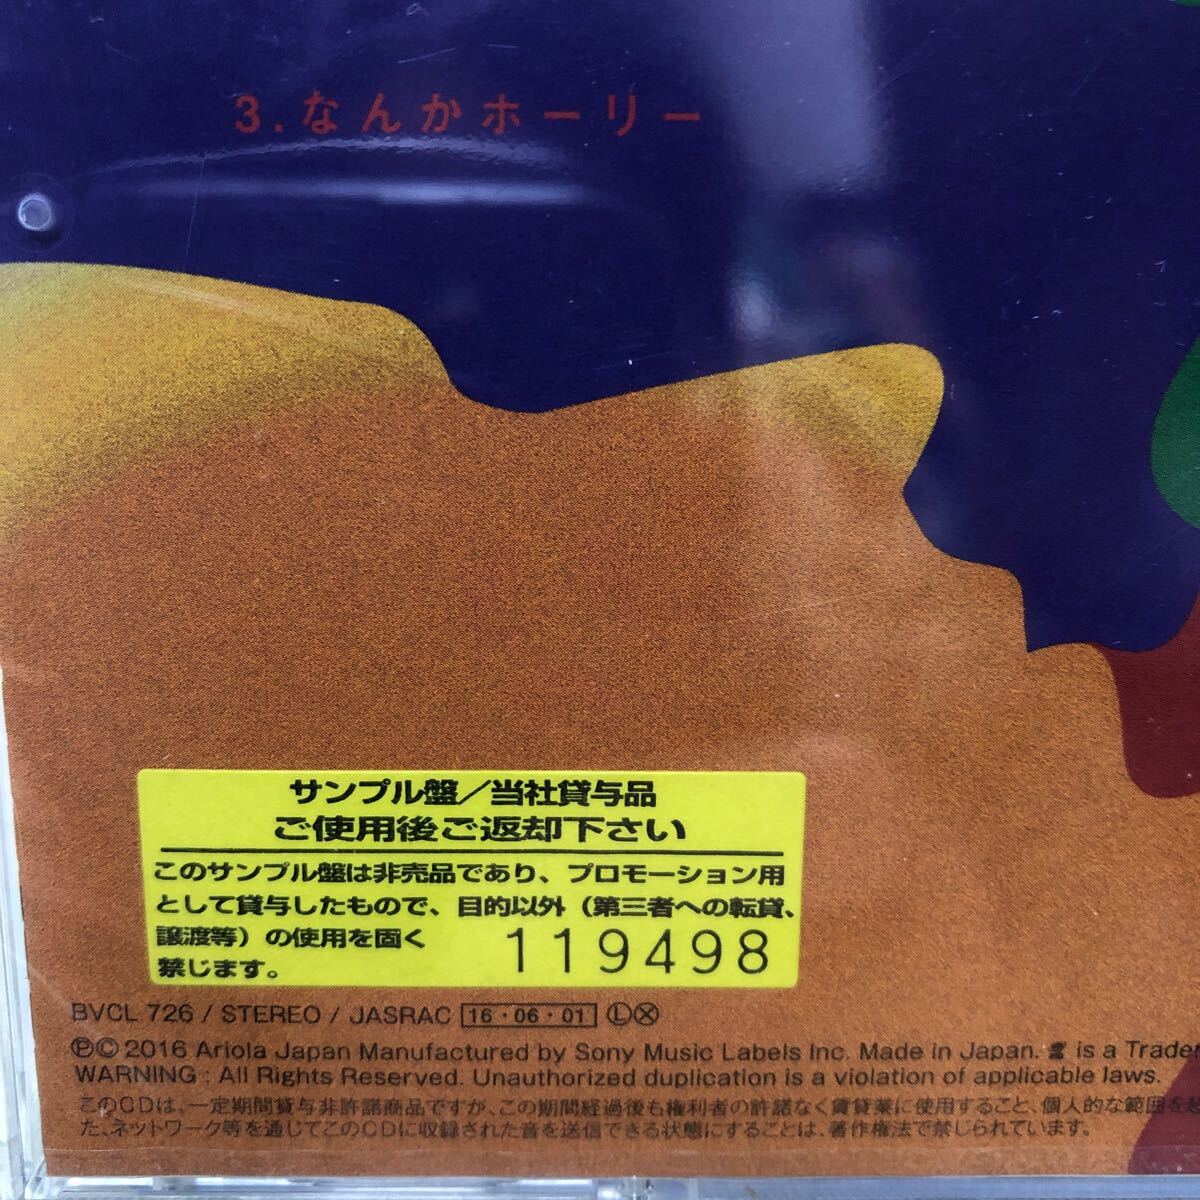 3.なんかホーリー
サンプル盤／当社貸与品
ご使用後ご返却下さい
このサンプル盤は非売品であり、プロモーション用
として貸与したもので、目的以外（第三者への転貸、
譲渡等）の使用を固く
禁じます。
119498
BVCL 726 / STEREO / JASRAC 16・06・01 Ⓛ ⓧ
Ⓟ© 2016 Ariola Japan Manufactured by Sony Music Labels Inc. Made in Japan. is a Trade
WARNING : All Rights Reserved. Unauthorized duplication is a violation of applicable laws.
このCDは、一定期間貸与非許諾商品ですが、この期間経過後も権利者の許諾なく賃貸業に使用すること、個人的な範囲を
た、ネットワーク等を通じてこのCDに収録された音を送信できる状態にすることは、著作権法で禁じられています。